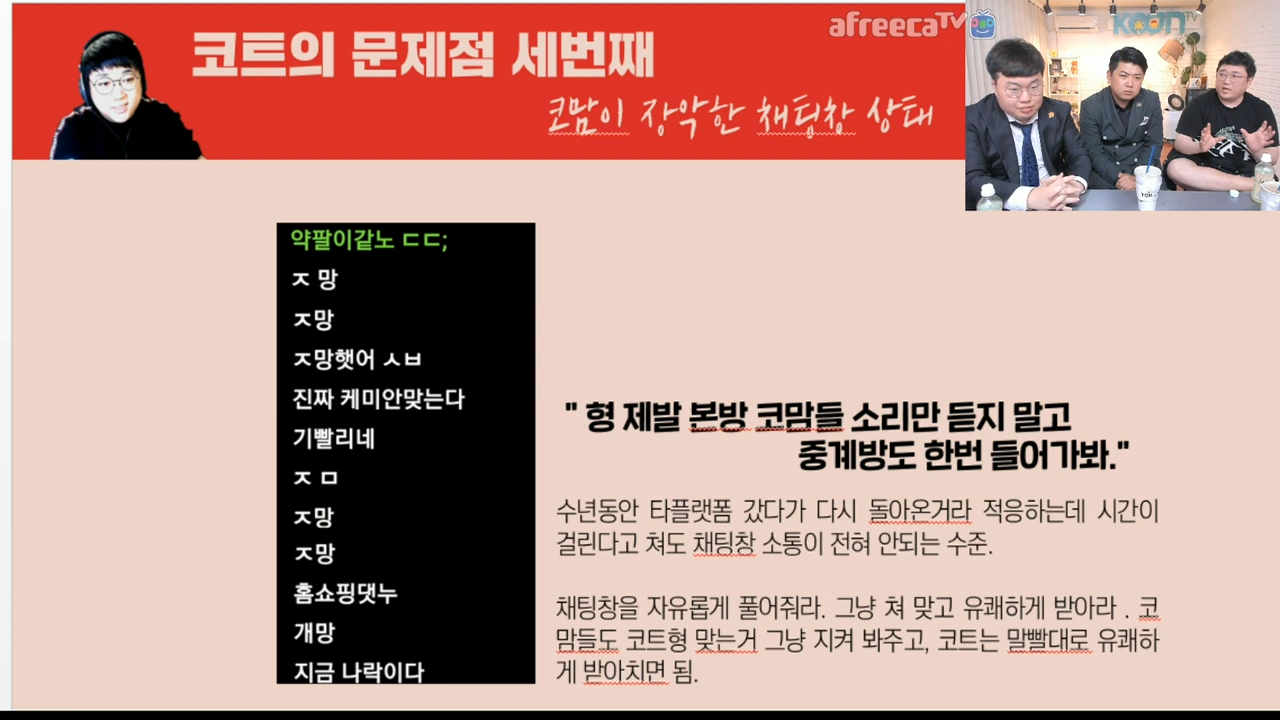 코트의 문제점 세번째
코맘이 장악한 채팅창 상태
afreecaTV
KOON TV
약팔이같노 ㄷㄷ;
ㅈ 망
ㅈ망
ㅈ망햇어 ㅅㅂ
진짜 케미안맞는다
기빨리네
ㅈ ㅁ
ㅈ망
ㅈ망
홈쇼핑댓누
개망
지금 나락이다
" 형 제발 본방 코맘들 소리만 듣지 말고
중계방도 한번 들어가봐."
수년동안 타플랫폼 갔다가 다시 돌아온거라 적응하는데 시간이
걸린다고 쳐도 채팅창 소통이 전혀 안되는 수준.
채팅창을 자유롭게 풀어줘라. 그냥 쳐 맞고 유쾌하게 받아라 . 코
맘들도 코트형 맞는거 그냥 지켜 봐주고, 코트는 말빨대로 유쾌하
게 받아치면 됨.